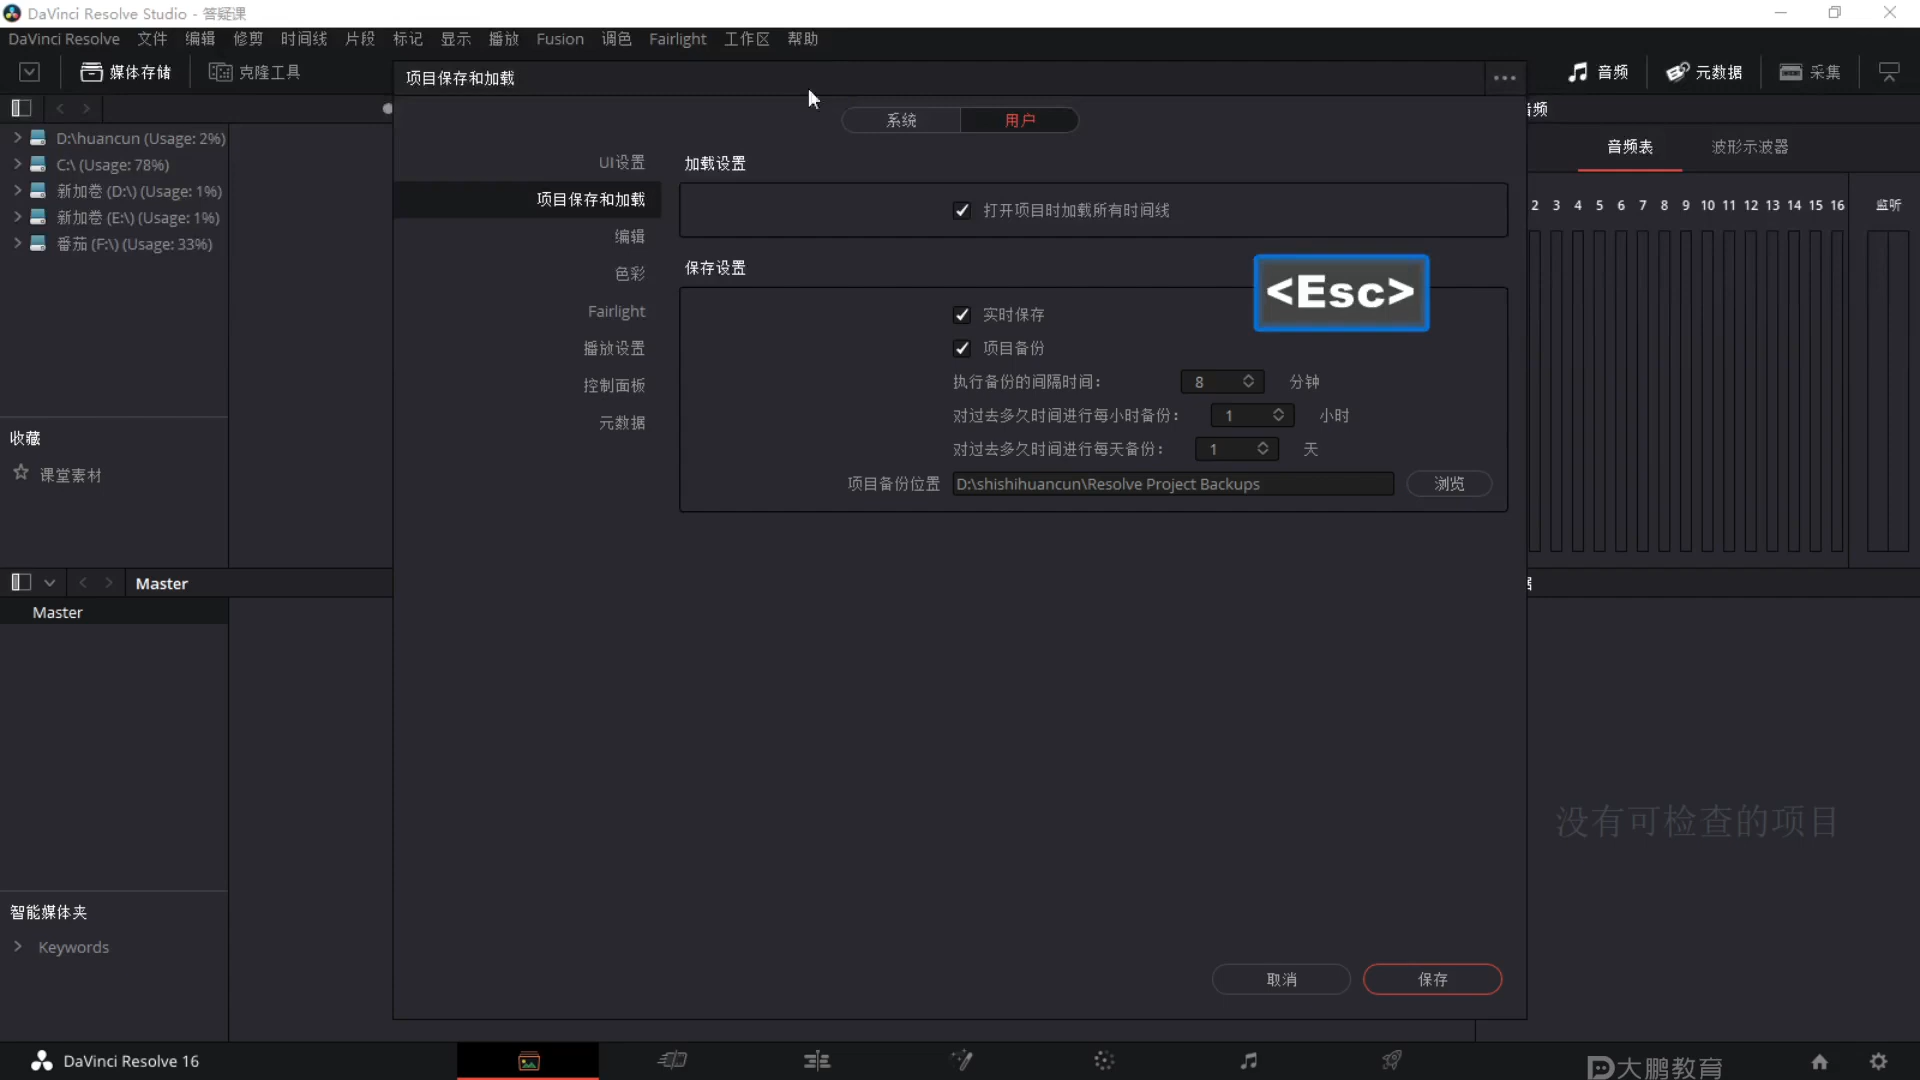 DaVinci Resolve Studio - 答疑课
DaVinci Resolve 文件 编辑 修剪 时间线 片段 标记 显示 播放 Fusion 调色 Fairlight 工作区 帮助
媒体存储 克隆工具 项目保存和加载 音频 元数据 采集
系统 用户
音频表 波形示波器
D:\huancun (Usage: 2%)
C:\ (Usage: 78%)
新加卷 (D:\) (Usage: 1%)
新加卷 (E:\) (Usage: 1%)
番茄 (F:\) (Usage: 33%)
收藏
课堂素材
UI设置
项目保存和加载
编辑
色彩
Fairlight
播放设置
控制面板
元数据
加载设置
打开项目时加载所有时间线
保存设置
<Esc>
实时保存
项目备份
执行备份的间隔时间: 8 分钟
对过去多久时间进行每小时备份: 1 小时
对过去多久时间进行每天备份: 1 天
项目备份位置 D:\shishihuancun\Resolve Project Backups 浏览
2 3 4 5 6 7 8 9 10 11 12 13 14 15 16 监听
Master
Master
没有可检查的项目
智能媒体夹
Keywords
取消 保存
DaVinci Resolve 16
大鹏教育